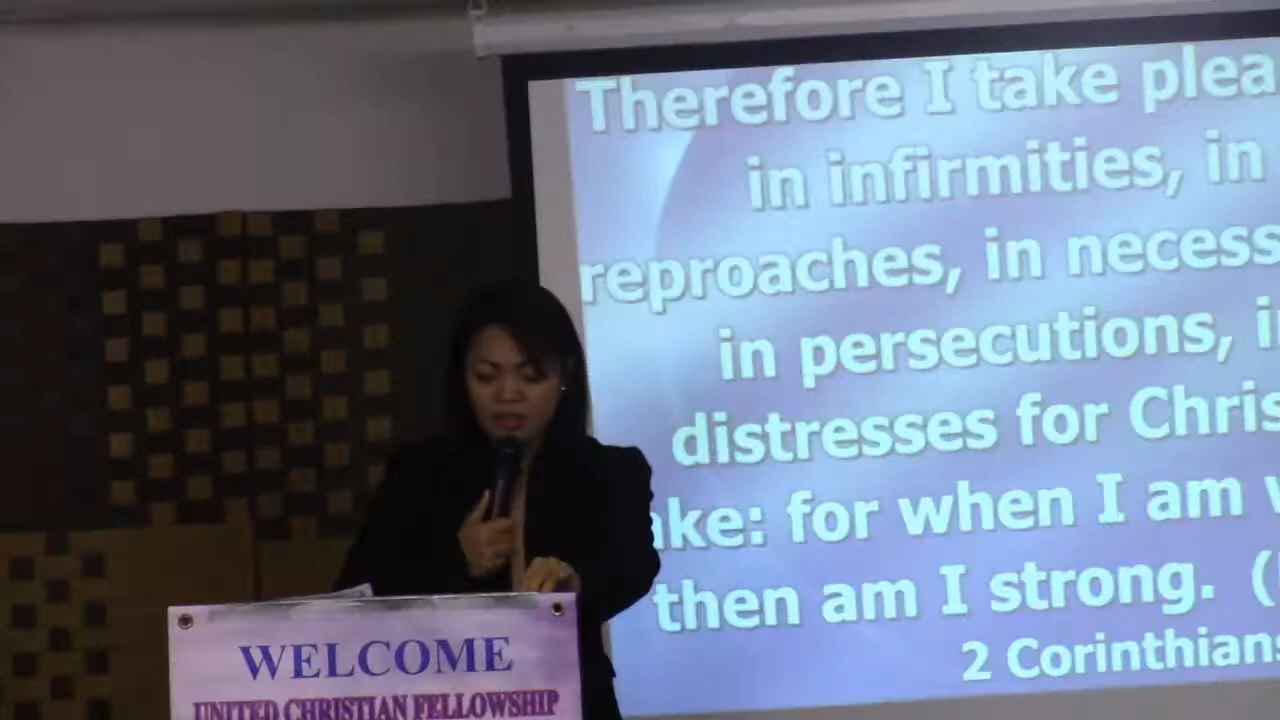 Therefore I take plea
in infirmities, in
reproaches, in necess
in persecutions, i
distresses for Chris
ake: for when I am w
then am I strong. (
2 Corinthians
WELCOME
UNITED CHRISTIAN FELLOWSHIP